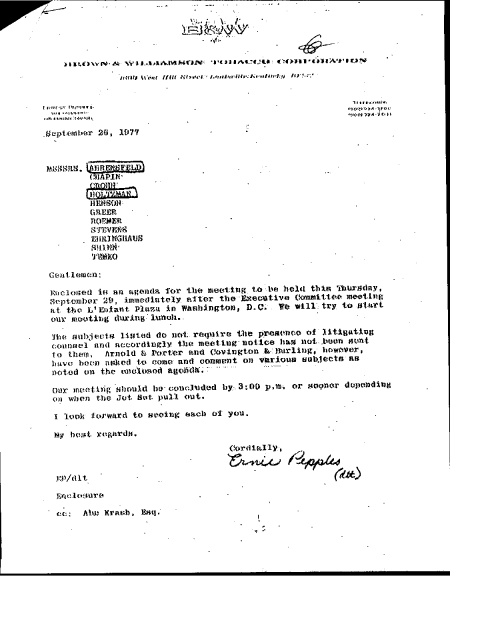 B&W
BROWN & WILLIAMSON TOBACCO CORPORATION
1600 West Hill Street Louisville, Kentucky
September 26, 1977
MESSRS. AHRENSFELD
CHAPIN
CROHN
HOLTZMAN
HENSON
GREER
ROEMER
STEVENS
EHRINGHAUS
SHINN
TEMKO
Gentlemen:
Enclosed is an agenda for the meeting to be held this Thursday,
September 29, immediately after the Executive Committee meeting
at the L'Enfant Plaza in Washington, D.C. We will try to start
our meeting during lunch.
The subjects listed do not require the presence of litigating
counsel and accordingly the meeting notice has not been sent
to them. Arnold & Porter and Covington & Burling, however,
have been asked to come and comment on various subjects as
noted on the enclosed agenda.
Our meeting should be concluded by 3:00 p.m. or sooner depending
on when the Jet Set pull out.
I look forward to seeing each of you.
My best regards.
Cordially,
Ernie Pepples
(dlt)
EP/dlt
Enclosure
cc: Abe Krash, Esq.